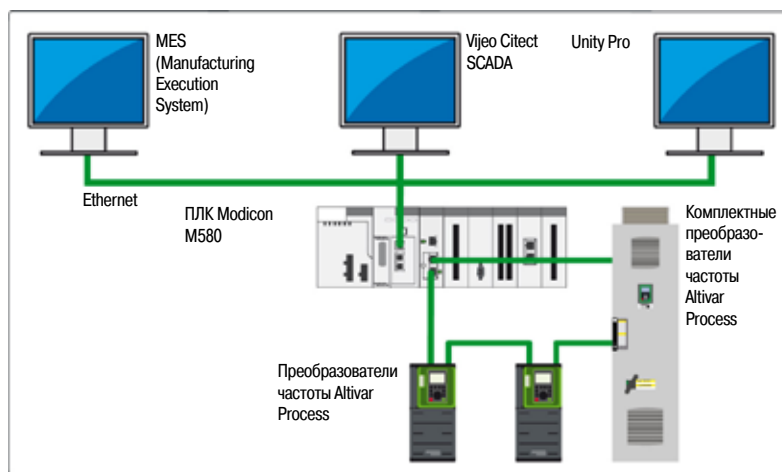 MES
(Manufacturing
Execution
System)
Vijeo Citect
SCADA
Unity Pro
Ethernet
ПЛК Modicon
M580
Комплектные
преобразо-
ватели
частоты
Altivar
Process
Преобразователи
частоты Altivar
Process